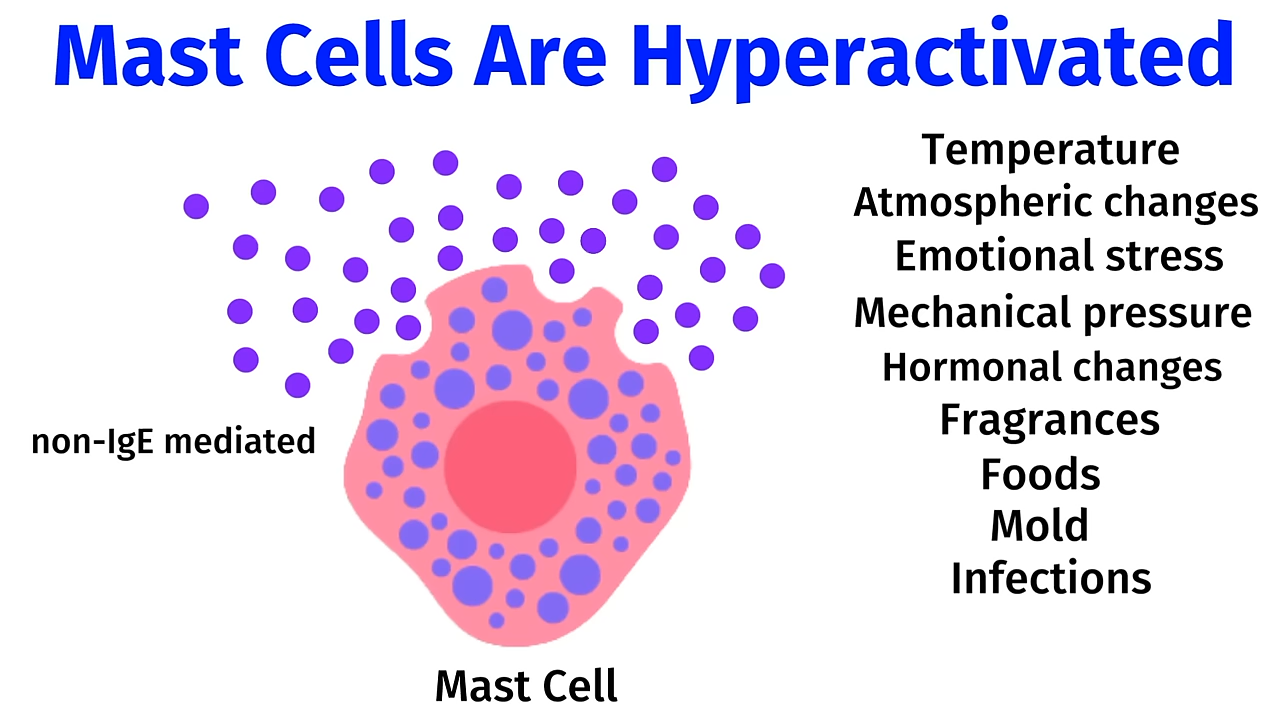 Mast Cells Are Hyperactivated
Temperature
Atmospheric changes
Emotional stress
Mechanical pressure
Hormonal changes
Fragrances
Foods
Mold
Infections
non-IgE mediated
Mast Cell